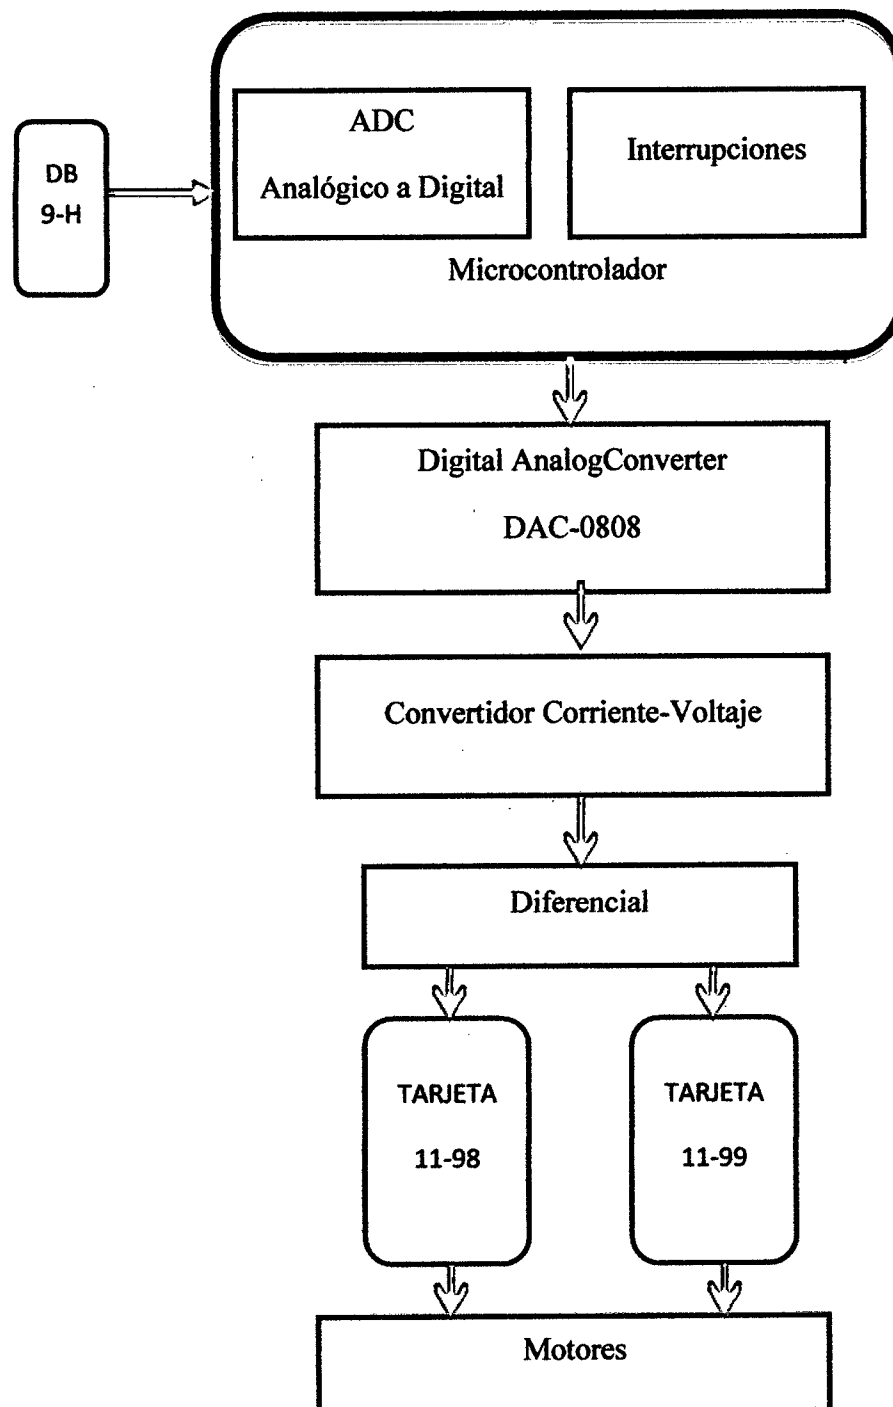 DB
9-H
ADC
Analógico a Digital
Interrupciones
Microcontrolador
Digital AnalogConverter
DAC-0808
Convertidor Corriente-Voltaje
Diferencial
TARJETA
11-98
TARJETA
11-99
Motores